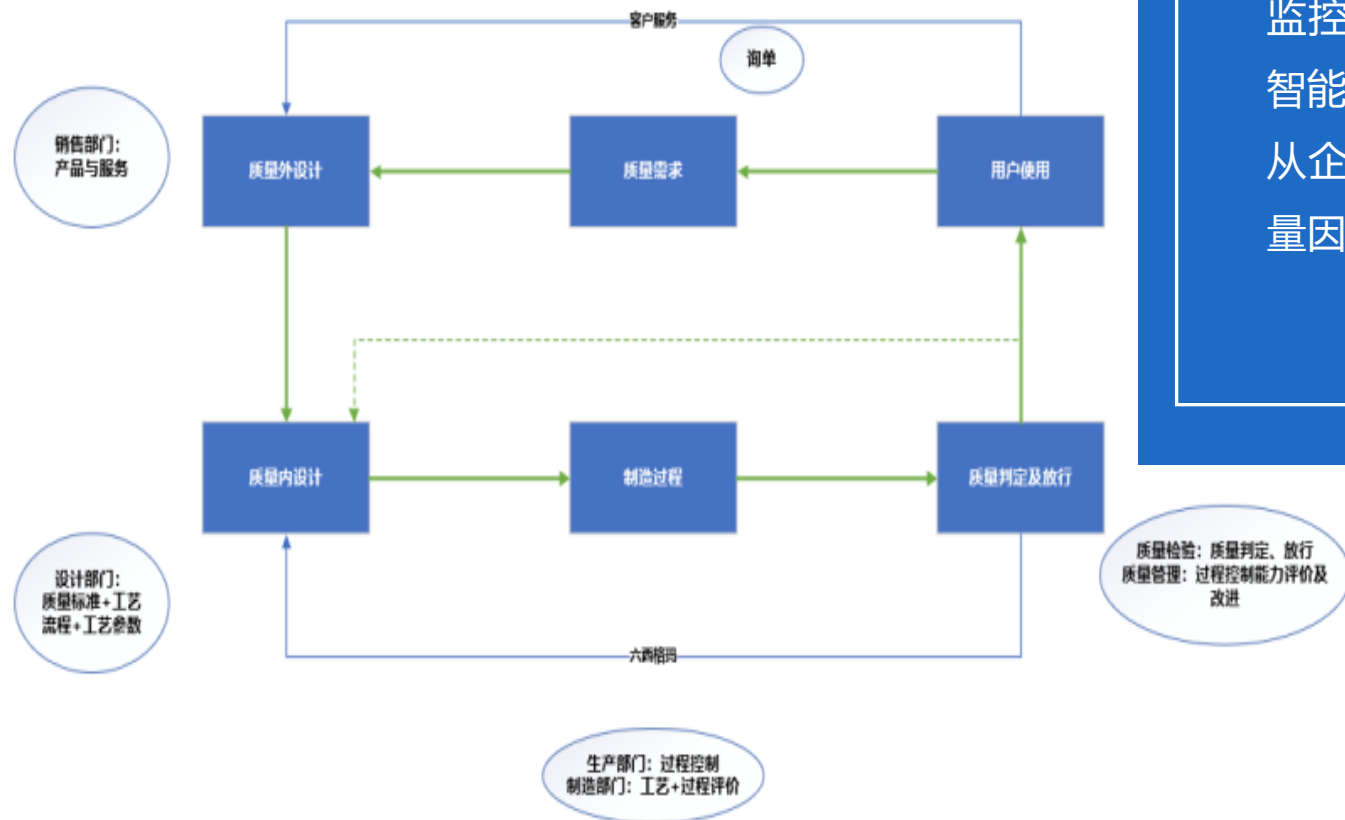 客户服务
询单
销售部门：
产品与服务
质量外设计
质量需求
用户使用
监控
智能
从企
量因
质量内设计
制造过程
质量判定及放行
质量检验：质量判定、放行
质量管理：过程控制能力评价及
改进
设计部门：
质量标准+工艺
流程+工艺参数
六西格玛
生产部门：过程控制
制造部门：工艺+过程评价